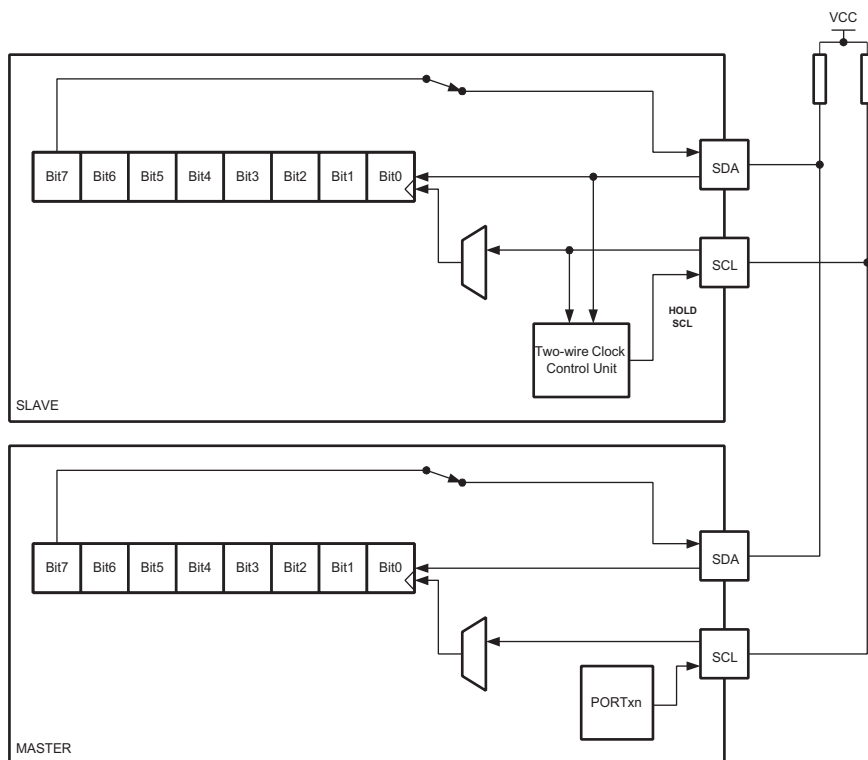 VCC
Bit7 Bit6 Bit5 Bit4 Bit3 Bit2 Bit1 Bit0
SDA
SCL
HOLD
SCL
Two-wire Clock
Control Unit
SLAVE
Bit7 Bit6 Bit5 Bit4 Bit3 Bit2 Bit1 Bit0
SDA
SCL
PORTxn
MASTER